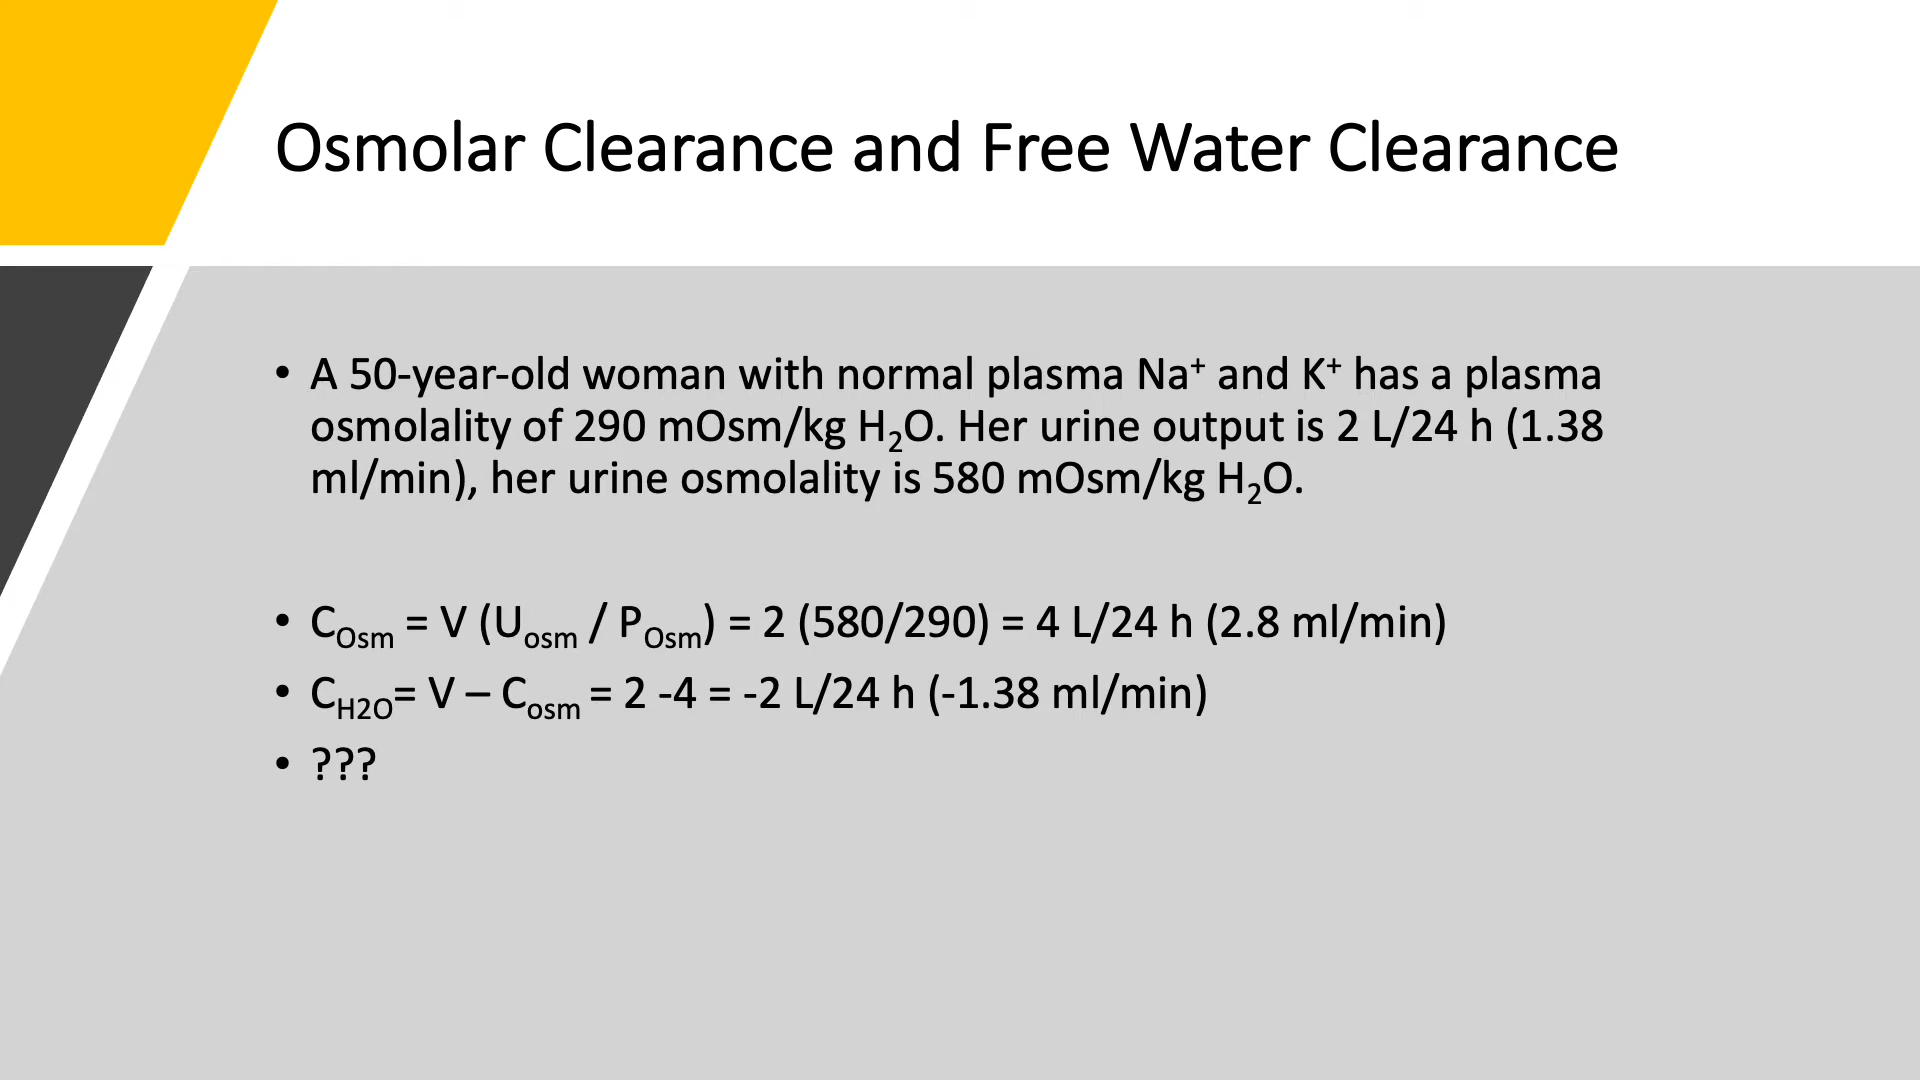 Osmolar Clearance and Free Water Clearance
• A 50-year-old woman with normal plasma Na⁺ and K⁺ has a plasma
osmolality of 290 mOsm/kg H₂O. Her urine output is 2 L/24 h (1.38
ml/min), her urine osmolality is 580 mOsm/kg H₂O.
• C_Osm = V (U_osm / P_Osm) = 2 (580/290) = 4 L/24 h (2.8 ml/min)
• C_H2O= V – C_osm = 2 -4 = -2 L/24 h (-1.38 ml/min)
• ???